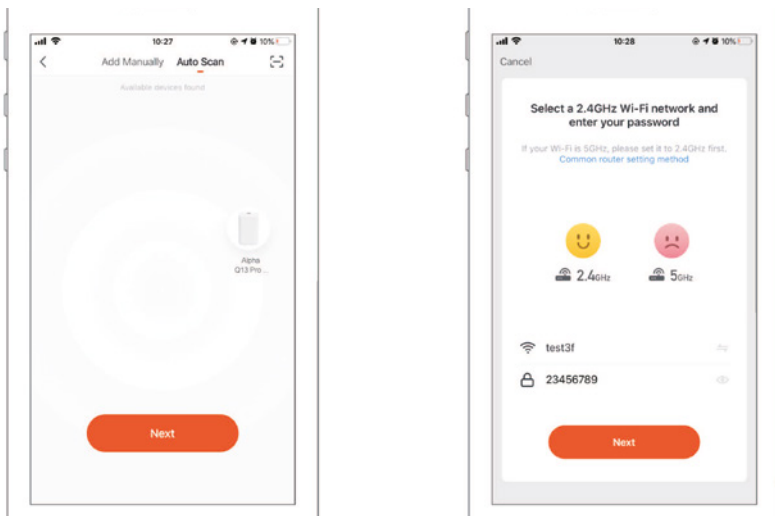 10:27
10%
Add Manually Auto Scan
Available devices found
Alpha
Q13 Pro ...
Next
10:28
10%
Cancel
Select a 2.4GHz Wi-Fi network and
enter your password
If your Wi-Fi is 5GHz, please set it to 2.4GHz first.
Common router setting method
2.4GHz
5GHz
test3f
23456789
Next